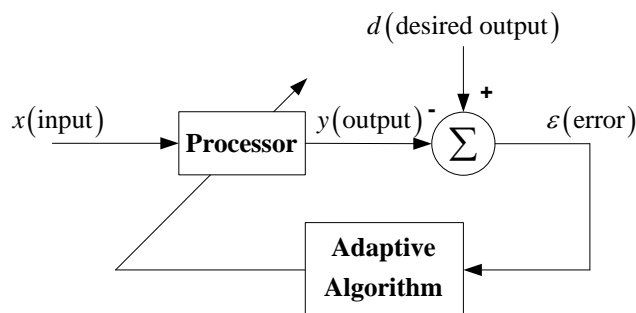 d(desired output)
x(input)
Processor
y(output)
-
+
Σ
ε(error)
Adaptive
Algorithm